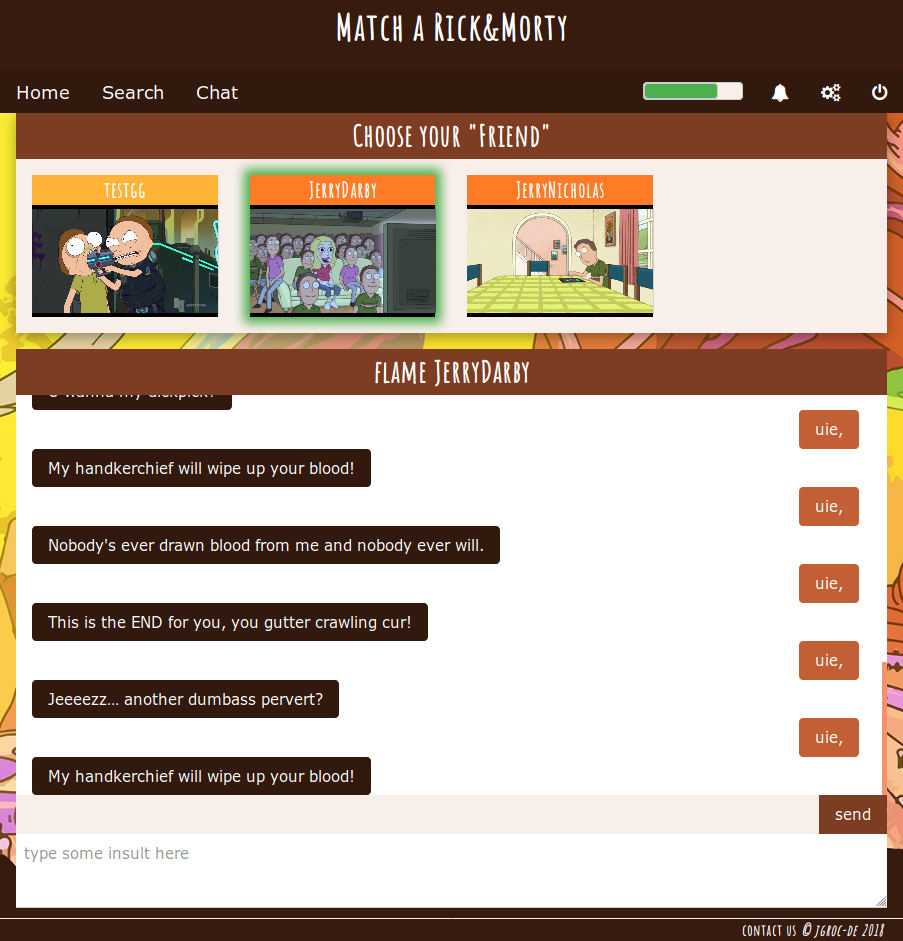 Match a Rick&Morty
Home Search Chat
Choose your "Friend"
testgg JerryDarby JerryNicholas
flame JerryDarby
uie,
My handkerchief will wipe up your blood!
uie,
Nobody's ever drawn blood from me and nobody ever will.
uie,
This is the END for you, you gutter crawling cur!
uie,
Jeeeezz... another dumbass pervert?
uie,
My handkerchief will wipe up your blood!
send
type some insult here
contact us © jgroc-de 2018